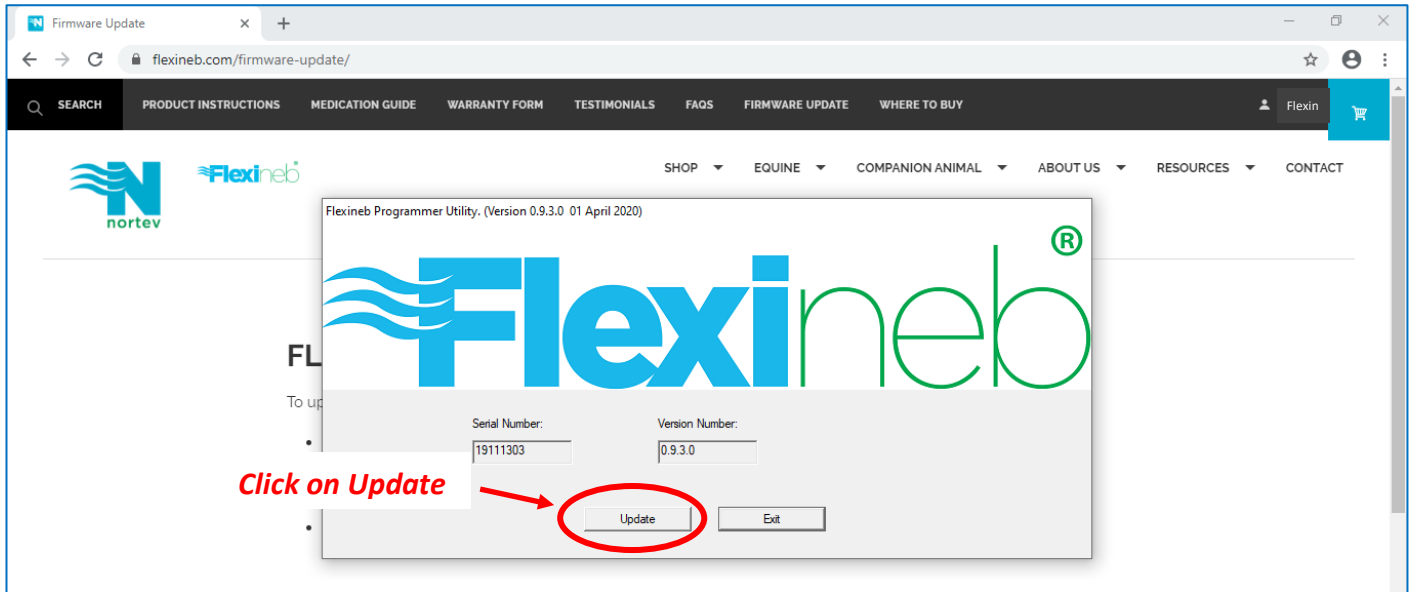 Firmware Update
flexineb.com/firmware-update/
SEARCH PRODUCT INSTRUCTIONS MEDICATION GUIDE WARRANTY FORM TESTIMONIALS FAQS FIRMWARE UPDATE WHERE TO BUY Flexin
N
nortev
Flexineb
SHOP EQUINE COMPANION ANIMAL ABOUT US RESOURCES CONTACT
Flexineb Programmer Utility. (Version 0.9.3.0 01 April 2020)
Flexineb®
FL
To up
Serial Number: Version Number:
19111303 0.9.3.0
Click on Update
Update Exit